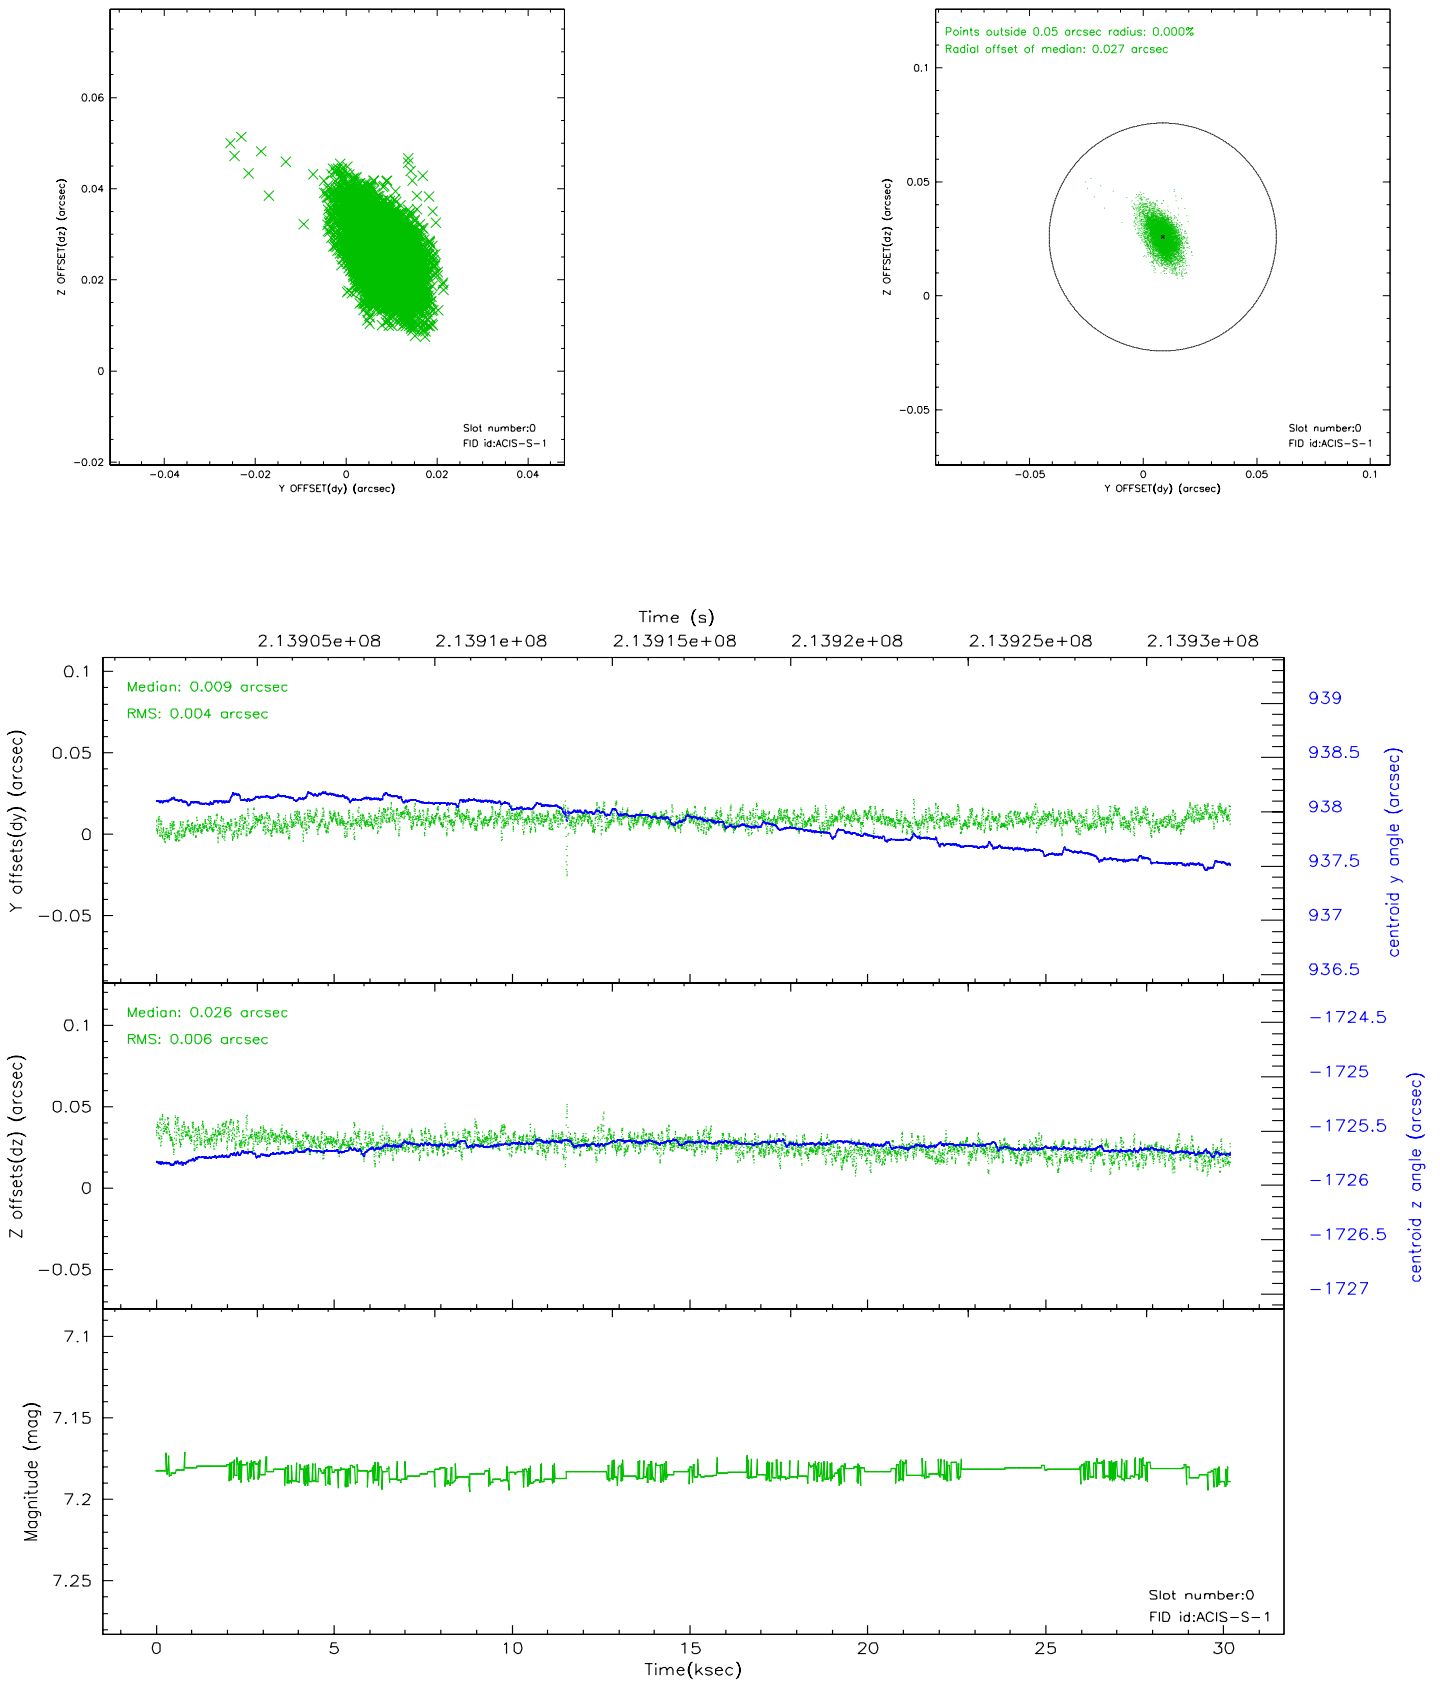 0.06
0.04
0.02
0
-0.02
Z OFFSET(dz) (arcsec)
Slot number:0
FID id:ACIS-S-1
-0.04 -0.02 0 0.02 0.04
Y OFFSET(dy) (arcsec)
Points outside 0.05 arcsec radius: 0.000%
Radial offset of median: 0.027 arcsec
0.1
0.05
0
-0.05
Z OFFSET(dz) (arcsec)
Slot number:0
FID id:ACIS-S-1
-0.05 0 0.05 0.1
Y OFFSET(dy) (arcsec)
Time (s)
2.13905e+08 2.1391e+08 2.13915e+08 2.1392e+08 2.13925e+08 2.1393e+08
Median: 0.009 arcsec
RMS: 0.004 arcsec
0.1
0.05
0
-0.05
Y offsets(dy) (arcsec)
939
938.5
938
937.5
937
936.5
centroid y angle (arcsec)
Median: 0.026 arcsec
RMS: 0.006 arcsec
0.1
0.05
0
-0.05
Z offsets(dz) (arcsec)
-1724.5
-1725
-1725.5
-1726
-1726.5
-1727
centroid z angle (arcsec)
7.1
7.15
7.2
7.25
Magnitude (mag)
Slot number:0
FID id:ACIS-S-1
0 5 10 15 20 25 30
Time(ksec)